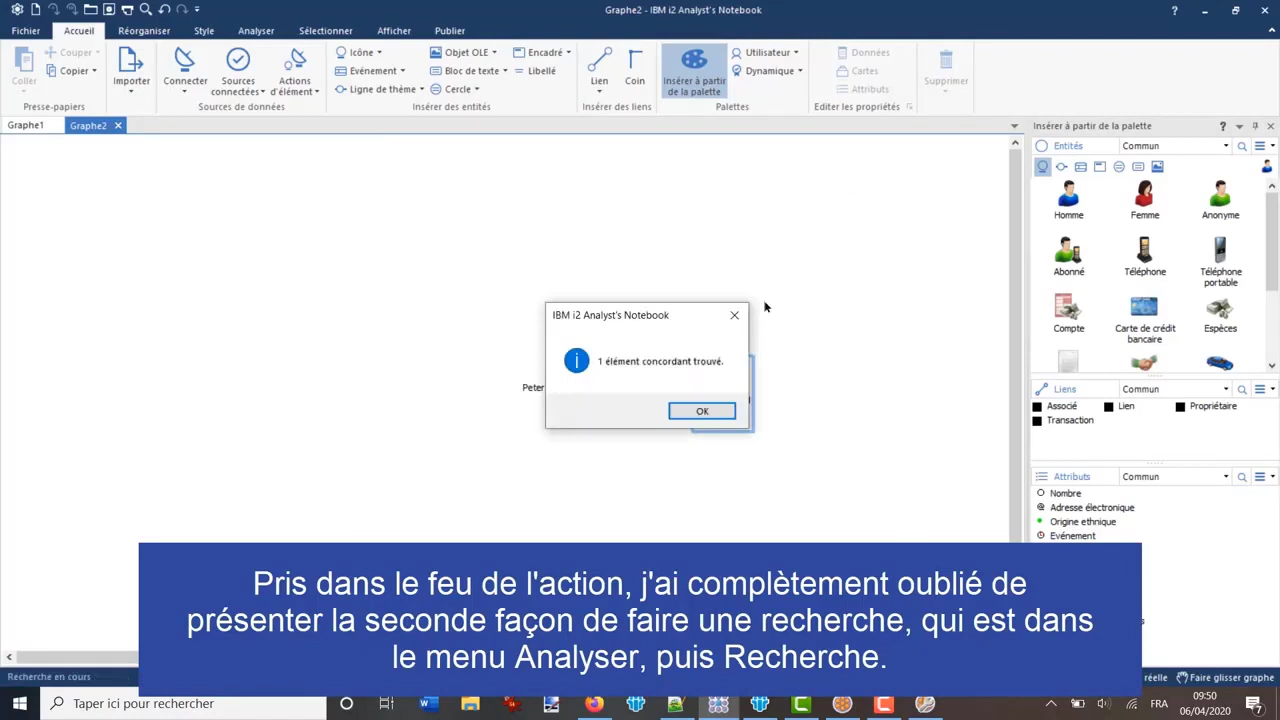 Graphe2 - IBM i2 Analyst's Notebook
Fichier Accueil Réorganiser Style Analyser Sélectionner Afficher Publier
Coller
Couper
Copier
Presse-papiers
Importer
Connecter
Sources connectées
Actions d'élément
Sources de données
Icône
Evénement
Ligne de thème
Objet OLE
Bloc de texte
Cercle
Encadré
Libellé
Insérer des entités
Lien
Coin
Insérer des liens
Insérer à partir de la palette
Utilisateur
Dynamique
Palettes
Données
Cartes
Attributs
Editer les propriétés
Supprimer
Graphe1 Graphe2
Insérer à partir de la palette
Entités Commun
Homme Femme Anonyme
Abonné Téléphone Téléphone portable
Compte Carte de crédit bancaire Espèces
IBM i2 Analyst's Notebook
1 élément concordant trouvé.
OK
Peter
Liens Commun
Associé Lien Propriétaire
Transaction
Attributs Commun
Nombre
Adresse électronique
Origine ethnique
Evénement
Pris dans le feu de l'action, j'ai complètement oublié de
présenter la seconde façon de faire une recherche, qui est dans
le menu Analyser, puis Recherche.
Recherche en cours
réelle Faire glisser graphe
Taper ici pour rechercher
FRA
09:50
06/04/2020